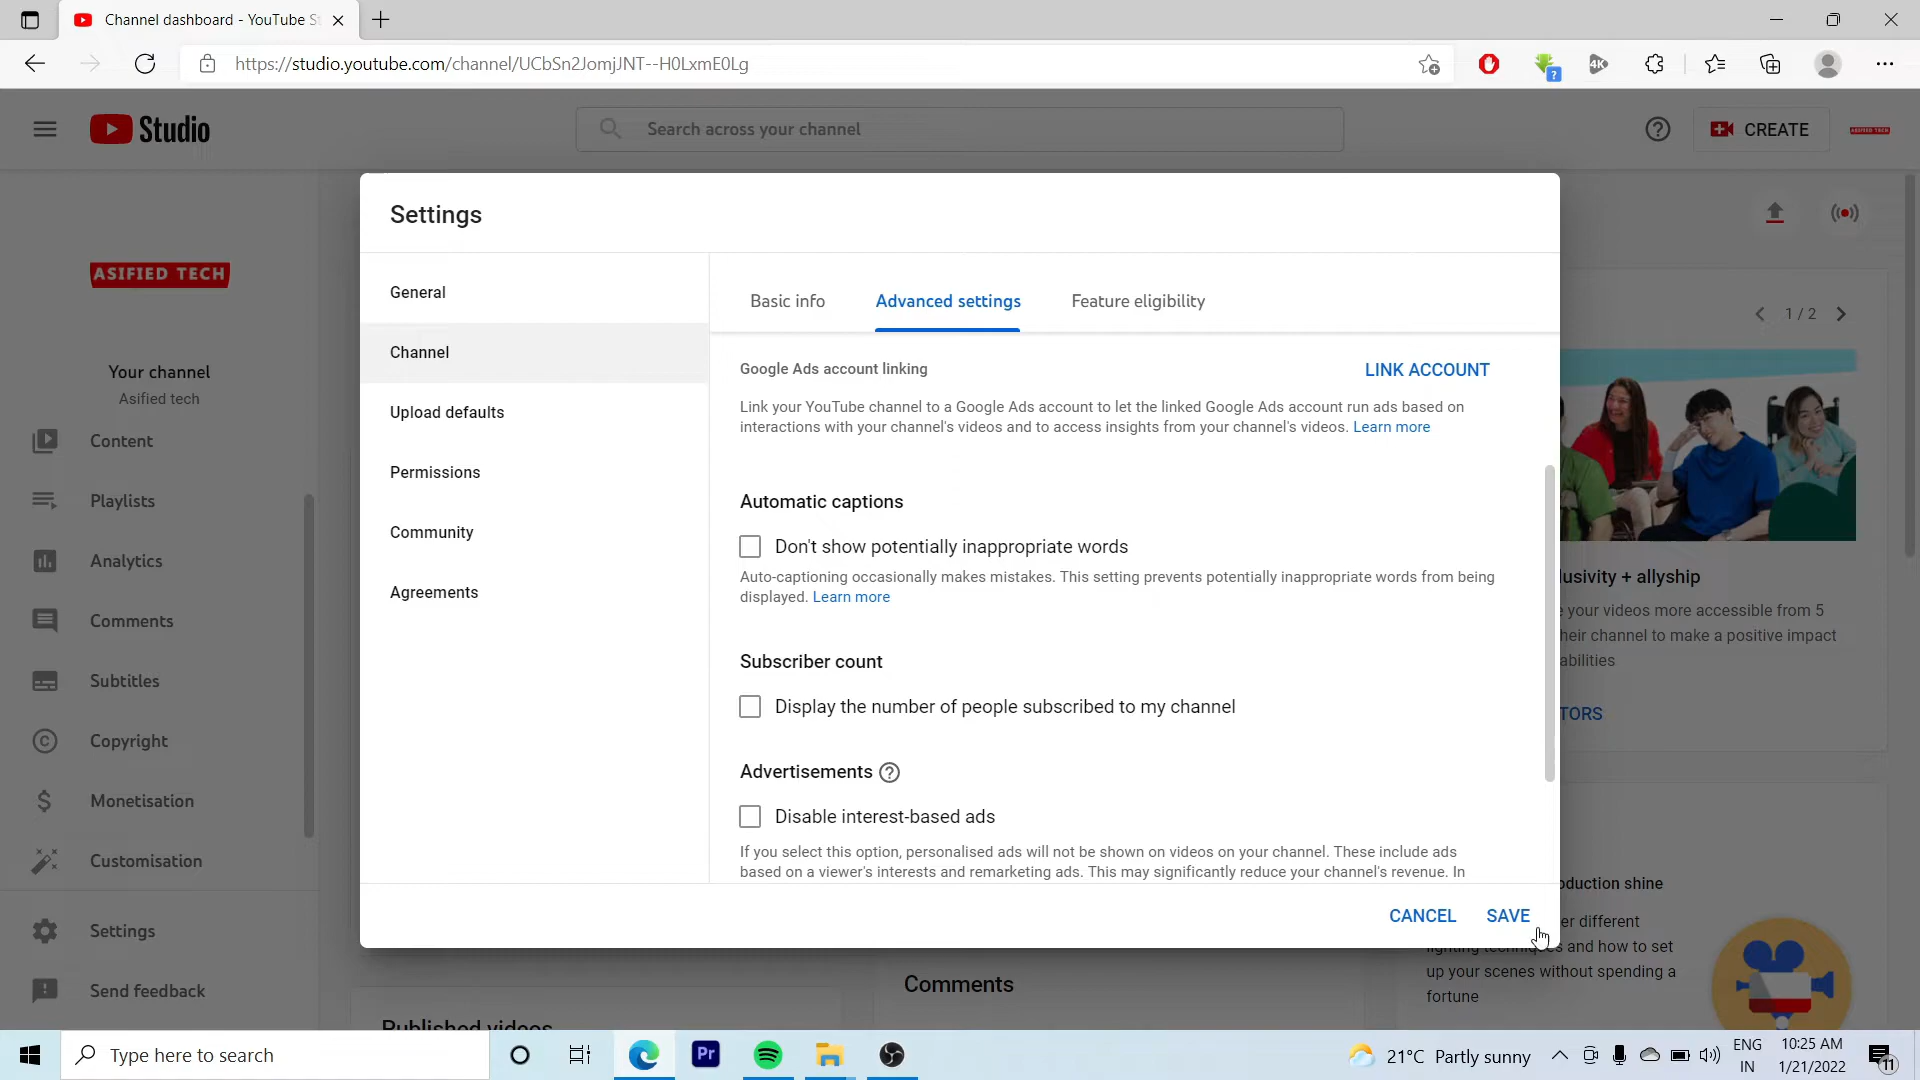 Channel dashboard - YouTube S
https://studio.youtube.com/channel/UCbSn2JomjJNT--H0LxmE0Lg
4K
?
Studio
Search across your channel
CREATE
ASIFIED TECH
Settings
ASIFIED TECH
Your channel
Asified tech
Content
Playlists
Analytics
Comments
Subtitles
Copyright
Monetisation
Customisation
Settings
Send feedback
General
Channel
Upload defaults
Permissions
Community
Agreements
Basic info
Advanced settings
Feature eligibility
Google Ads account linking
LINK ACCOUNT
Link your YouTube channel to a Google Ads account to let the linked Google Ads account run ads based on
interactions with your channel's videos and to access insights from your channel's videos. Learn more
Automatic captions
Don't show potentially inappropriate words
Auto-captioning occasionally makes mistakes. This setting prevents potentially inappropriate words from being
displayed. Learn more
Subscriber count
Display the number of people subscribed to my channel
Advertisements ?
Disable interest-based ads
If you select this option, personalised ads will not be shown on videos on your channel. These include ads
based on a viewer's interests and remarketing ads. This may significantly reduce your channel's revenue. In
CANCEL
SAVE
1 / 2
lusivity + allyship
your videos more accessible from 5
heir channel to make a positive impact
abilities
TORS
oduction shine
er different
lighting techniques and how to set
up your scenes without spending a
fortune
Comments
Published videos
Type here to search
Pr
21°C Partly sunny
ENG
IN
10:25 AM
1/21/2022
11